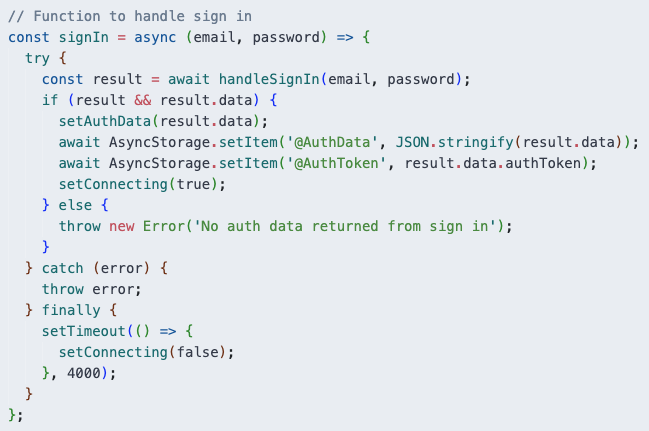 // Function to handle sign in
const signIn = async (email, password) => {
  try {
    const result = await handleSignIn(email, password);
    if (result && result.data) {
      setAuthData(result.data);
      await AsyncStorage.setItem('@AuthData', JSON.stringify(result.data));
      await AsyncStorage.setItem('@AuthToken', result.data.authToken);
      setConnecting(true);
    } else {
      throw new Error('No auth data returned from sign in');
    }
  } catch (error) {
    throw error;
  } finally {
    setTimeout(() => {
      setConnecting(false);
    }, 4000);
  }
};